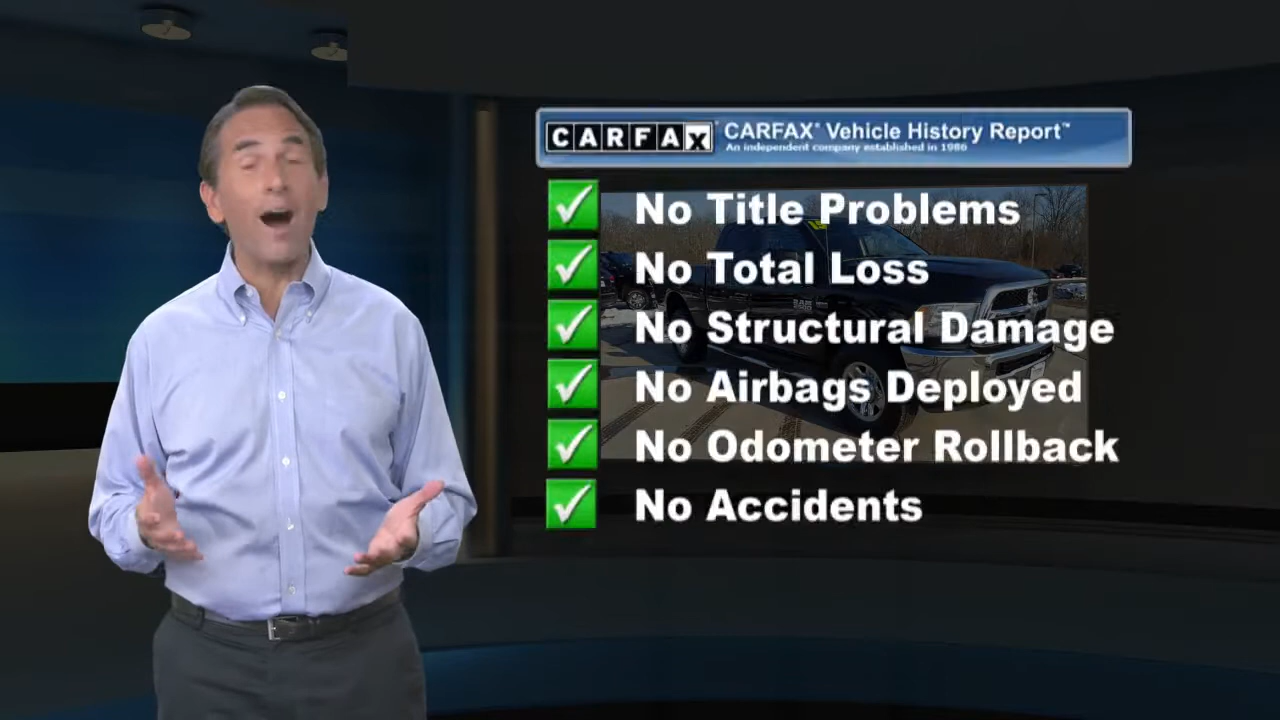 CARFAX® CARFAX® Vehicle History Report™
An independent company established in 1986
No Title Problems
No Total Loss
No Structural Damage
No Airbags Deployed
No Odometer Rollback
No Accidents